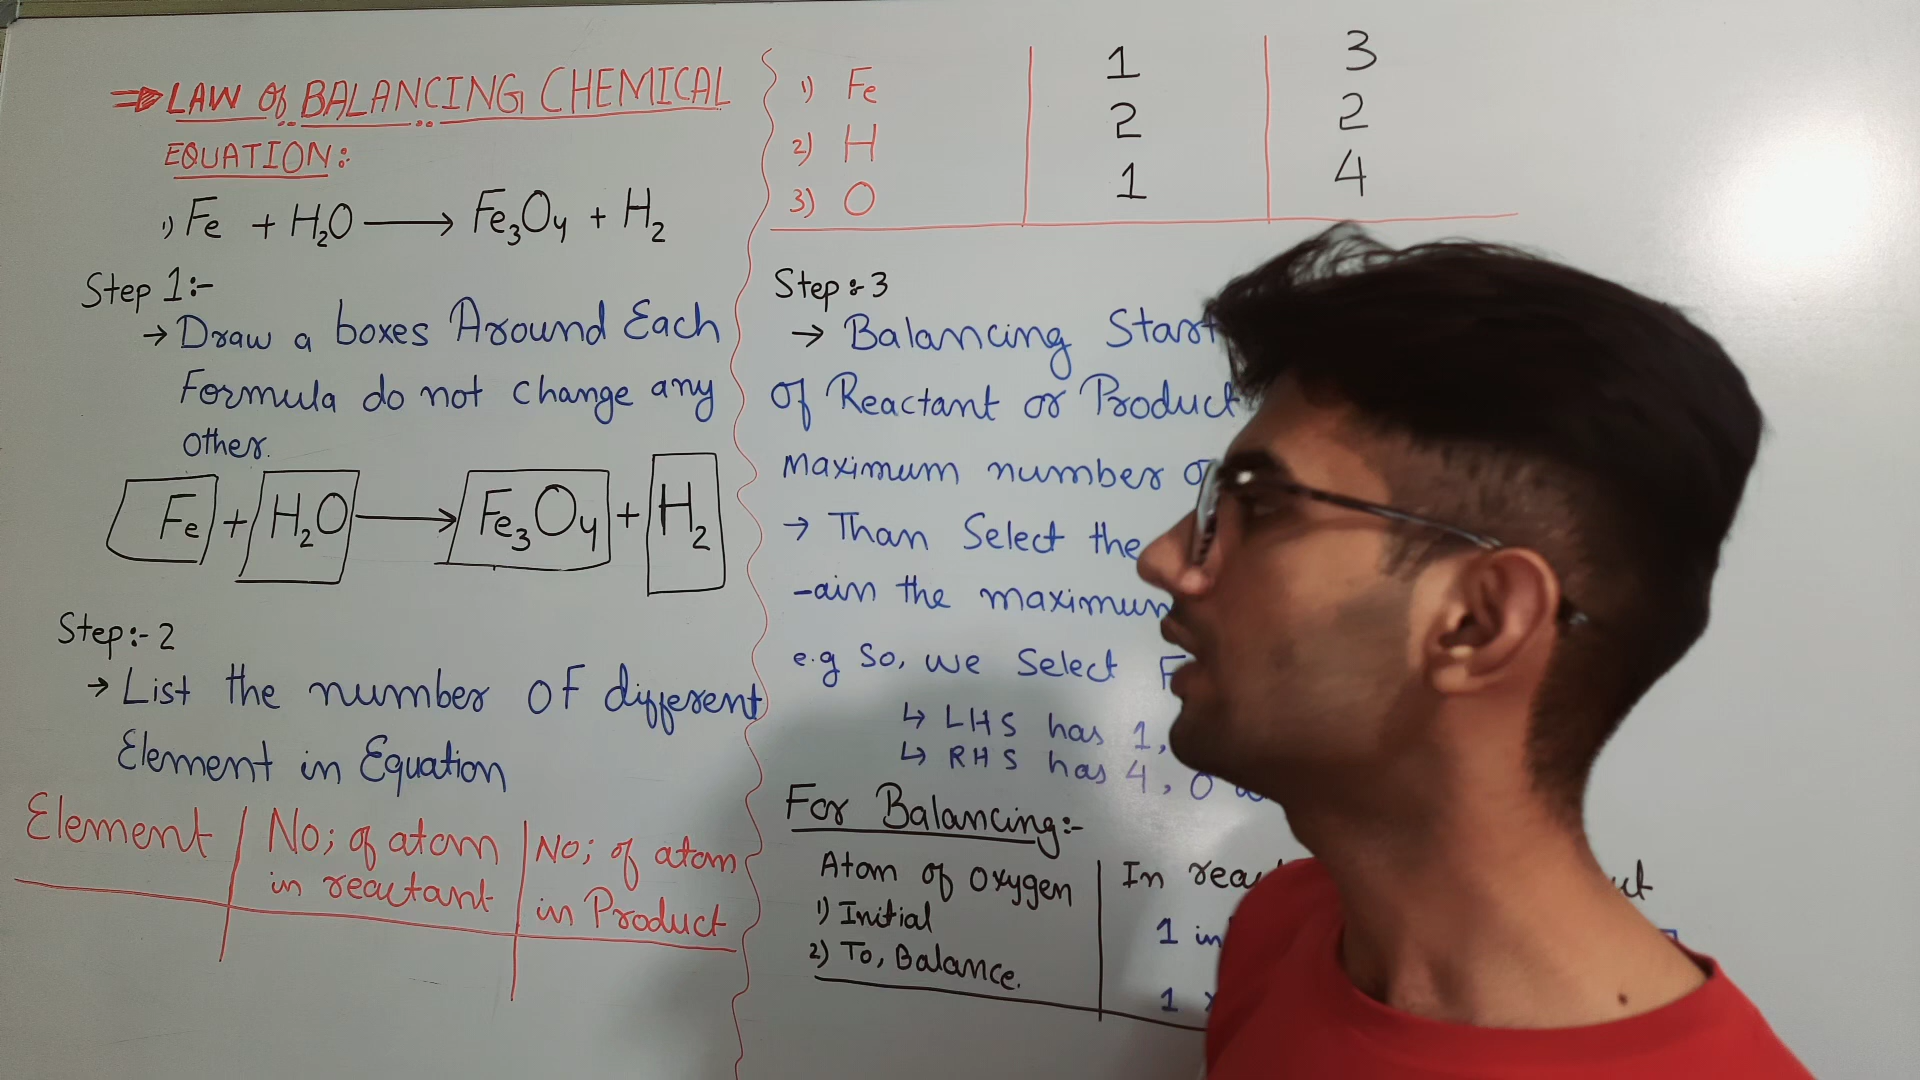 ⇒ LAW of BALANCING CHEMICAL
EQUATION:
1) Fe + H₂O ⟶ Fe₃O₄ + H₂
Step 1:-
→ Draw a boxes Around Each
Formula do not change any
other.
Fe + H₂O ⟶ Fe₃O₄ + H₂
Step:- 2
→ List the number of different
Element in Equation
Element | No; of atom in reactant | No; of atom in Product
1) Fe | 1 | 3
2) H | 2 | 2
3) O | 1 | 4
Step:- 3
→ Balancing Start
of Reactant or Product
maximum number
→ Than Select the
-ain the maximum
e.g So, we Select
↳ LHS has 1,
↳ RHS has 4, O
For Balancing:-
Atom of Oxygen | In
1) Initial | 1 in
2) To, Balance. | 1